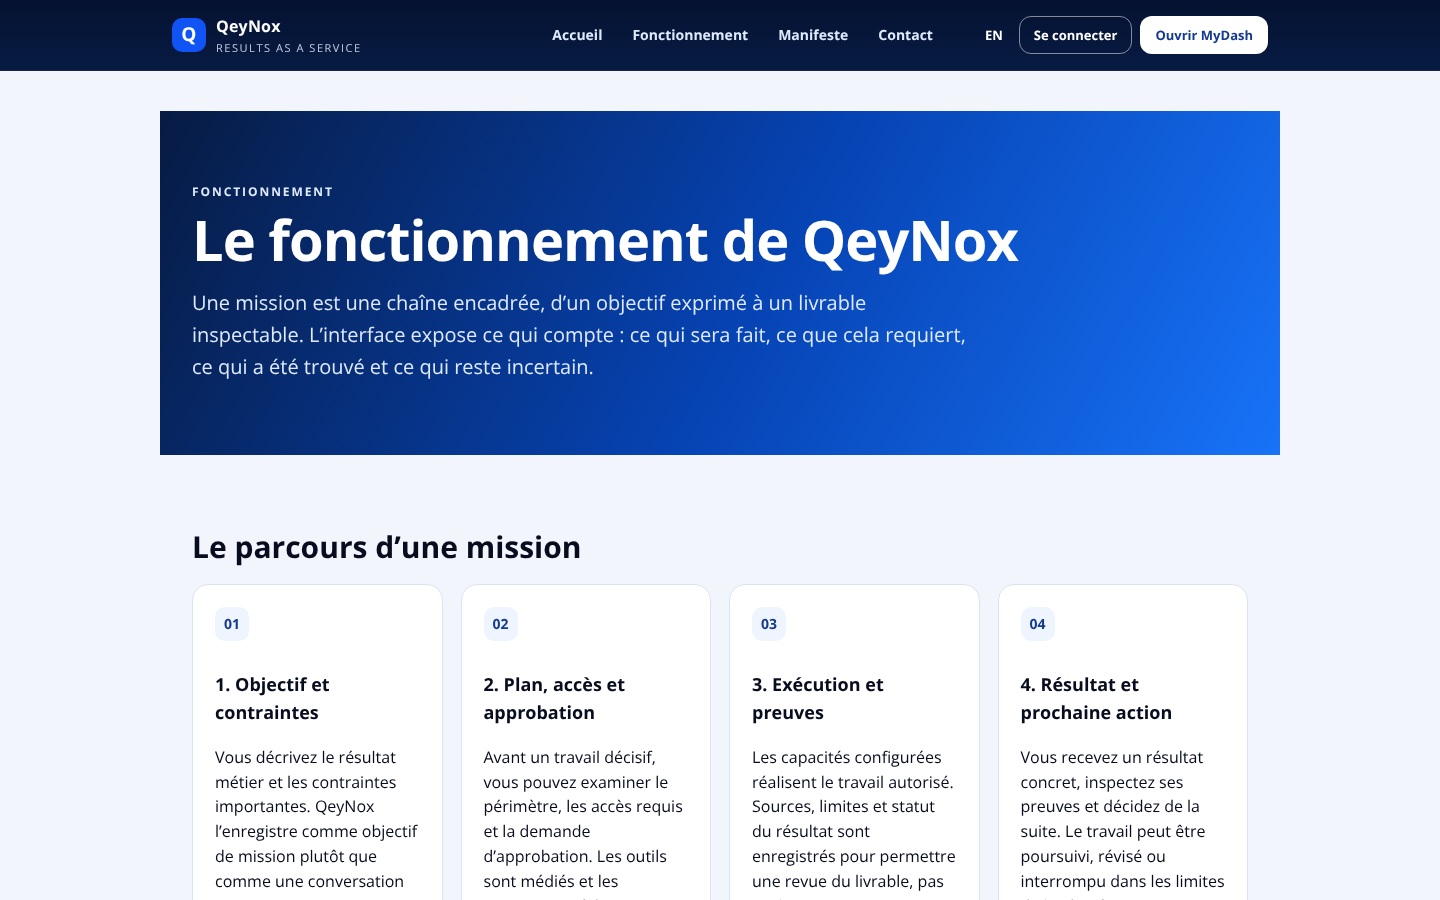 Q
QeyNox
RESULTS AS A SERVICE
Accueil
Fonctionnement
Manifeste
Contact
EN
Se connecter
Ouvrir MyDash
FONCTIONNEMENT
Le fonctionnement de QeyNox
Une mission est une chaîne encadrée, d’un objectif exprimé à un livrable
inspectable. L’interface expose ce qui compte : ce qui sera fait, ce que cela requiert,
ce qui a été trouvé et ce qui reste incertain.
Le parcours d’une mission
01
1. Objectif et
contraintes
Vous décrivez le résultat
métier et les contraintes
importantes. QeyNox
l’enregistre comme objectif
de mission plutôt que
comme une conversation
02
2. Plan, accès et
approbation
Avant un travail décisif,
vous pouvez examiner le
périmètre, les accès requis
et la demande
d’approbation. Les outils
sont médiés et les
03
3. Exécution et
preuves
Les capacités configurées
réalisent le travail autorisé.
Sources, limites et statut
du résultat sont
enregistrés pour permettre
une revue du livrable, pas
04
4. Résultat et
prochaine action
Vous recevez un résultat
concret, inspectez ses
preuves et décidez de la
suite. Le travail peut être
poursuivi, révisé ou
interrompu dans les limites